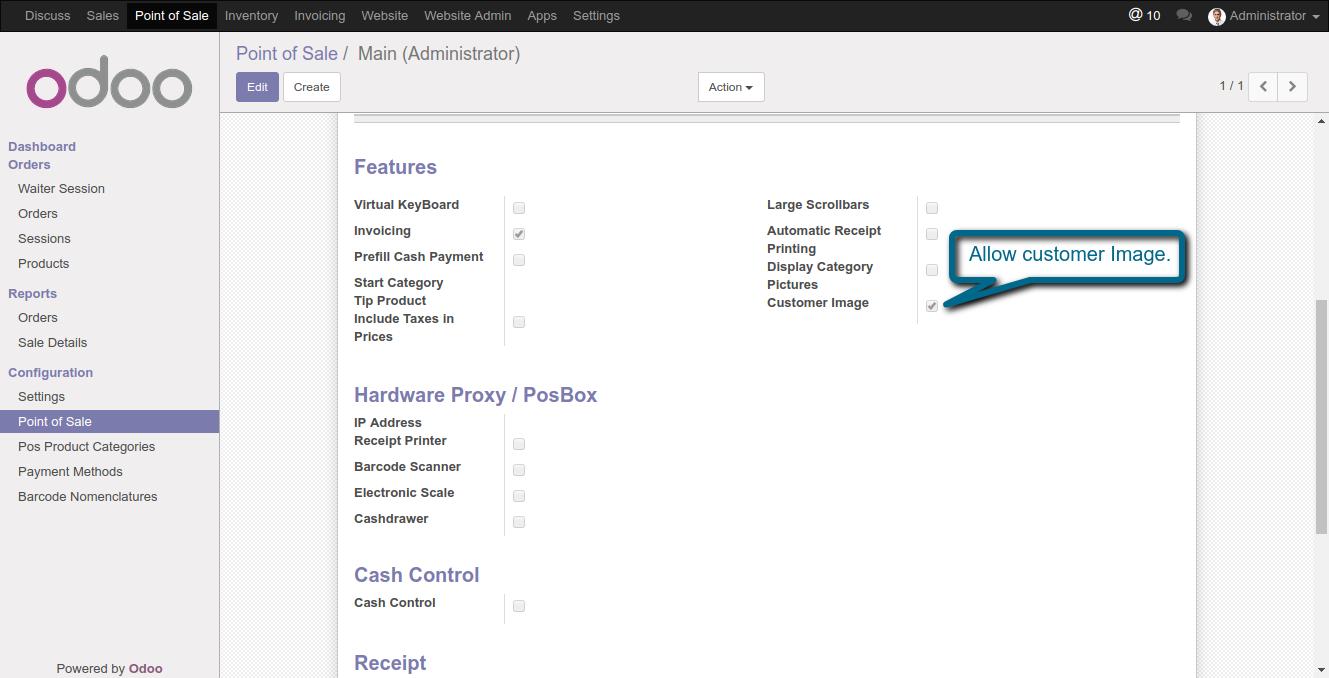 Discuss Sales Point of Sale Inventory Invoicing Website Website Admin Apps Settings @ 10 Administrator
odoo
Point of Sale / Main (Administrator)
Edit Create Action 1 / 1
Dashboard
Orders
Waiter Session
Orders
Sessions
Products
Reports
Orders
Sale Details
Configuration
Settings
Point of Sale
Pos Product Categories
Payment Methods
Barcode Nomenclatures
Powered by Odoo
Features
Virtual KeyBoard
Invoicing
Prefill Cash Payment
Start Category
Tip Product
Include Taxes in
Prices
Large Scrollbars
Automatic Receipt
Printing
Display Category
Pictures
Customer Image
Allow customer Image.
Hardware Proxy / PosBox
IP Address
Receipt Printer
Barcode Scanner
Electronic Scale
Cashdrawer
Cash Control
Cash Control
Receipt